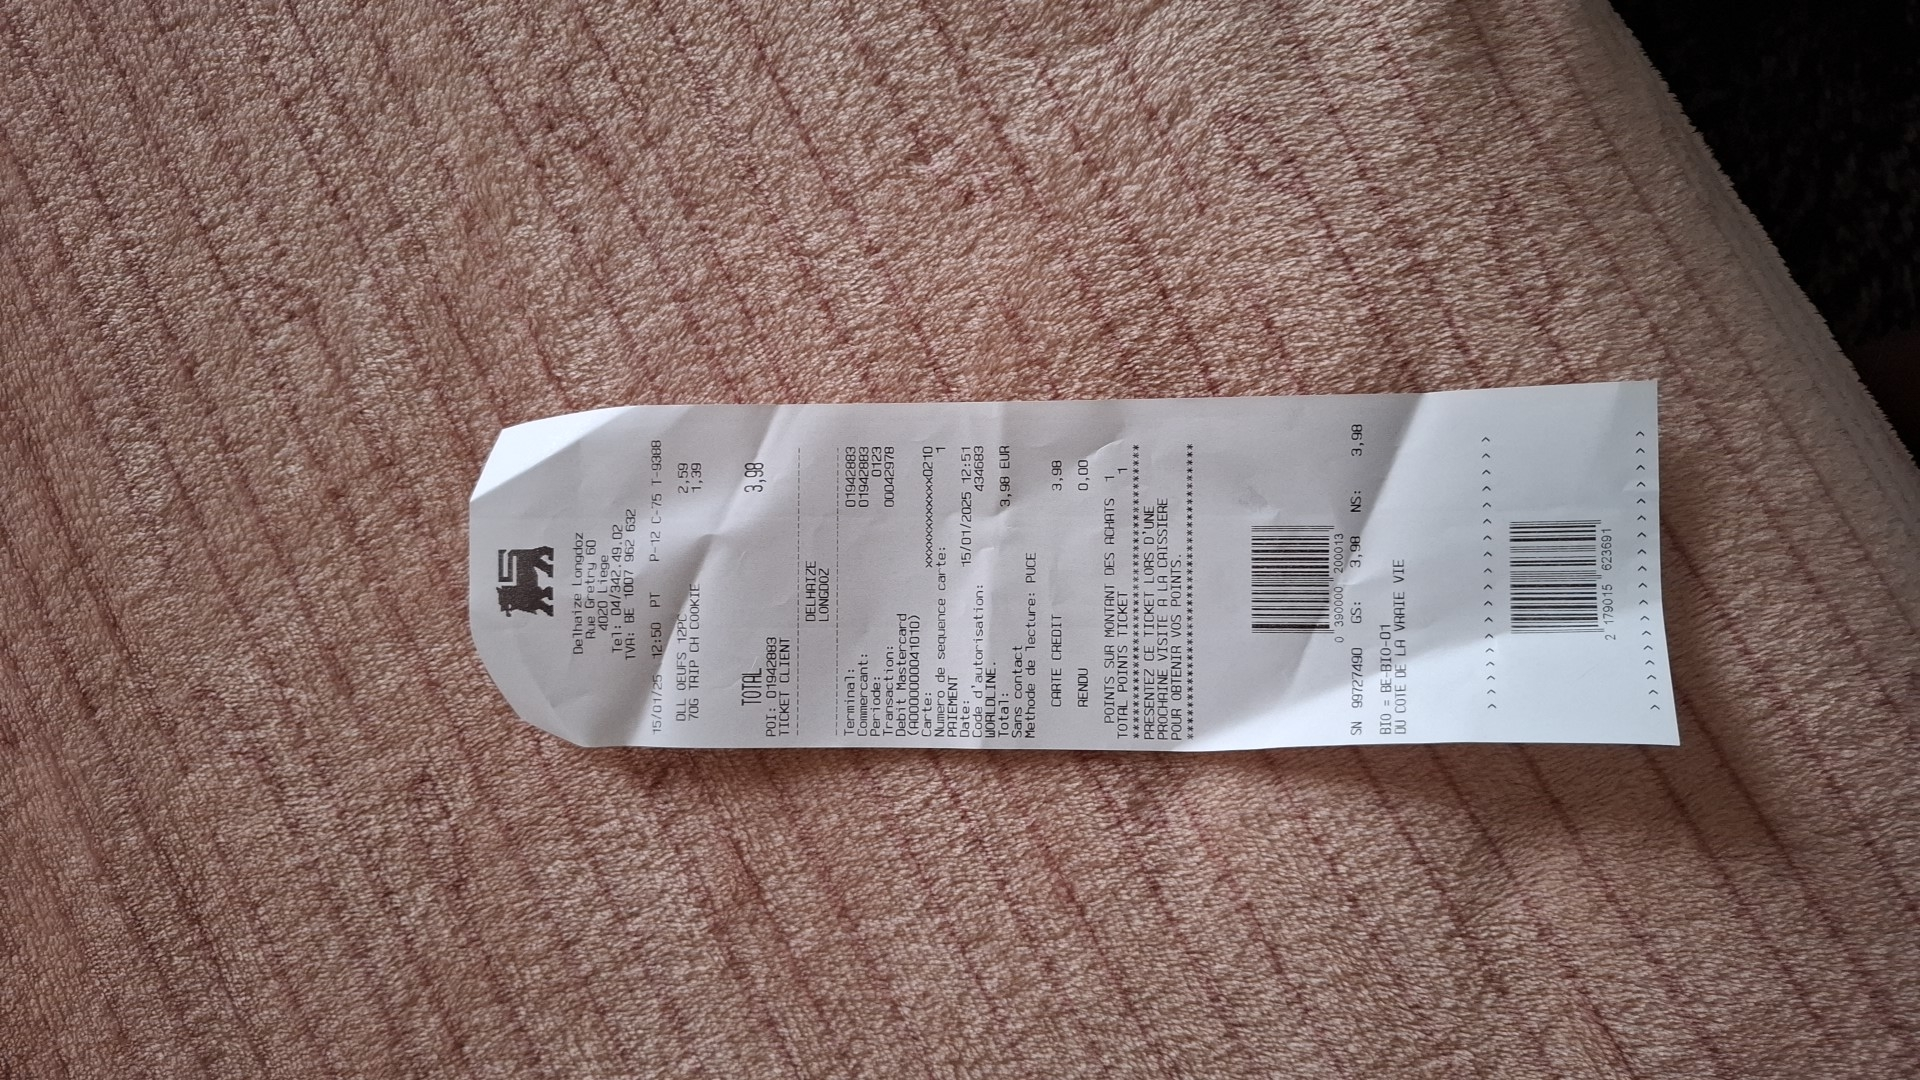 Delhaize Longdoz
Rue Gretry 60
4020 Liege
Tel: 04/342.49.02
TVA: BE 1007 962 632
15/01/25 12:50 PT P-12 C-75 T-9388
DLL OEUFS 12PC 2,59
70G TRIP CH COOKIE 1,39
TOTAL 3,98
POI: 01942883
TICKET CLIENT
DELHAIZE
LONGDOZ
Terminal: 01942883
Commercant: 01942883
Periode: 0123
Transaction: 00042978
Debit Mastercard
(A0000000041010)
Carte: xxxxxxxxxxxx0210
Numero de sequence carte: 1
PAIEMENT
Date: 15/01/2025 12:51
Code d'autorisation: 434683
WORLDLINE.
Total: 3,98 EUR
Sans contact
Methode de lecture: PUCE
CARTE CREDIT 3,98
RENDU 0,00
POINTS SUR MONTANT DES ACHATS 1
TOTAL POINTS TICKET 1
****************************************
PRESENTEZ CE TICKET LORS D'UNE
PROCHAINE VISITE A LA CAISSIERE
POUR OBTENIR VOS POINTS.
****************************************
0 390000 200013
SN 99727490 GS: 3,98 NS: 3,98
BIO = BE-BIO-01
DU COTE DE LA VRAIE VIE
2 179015 623691